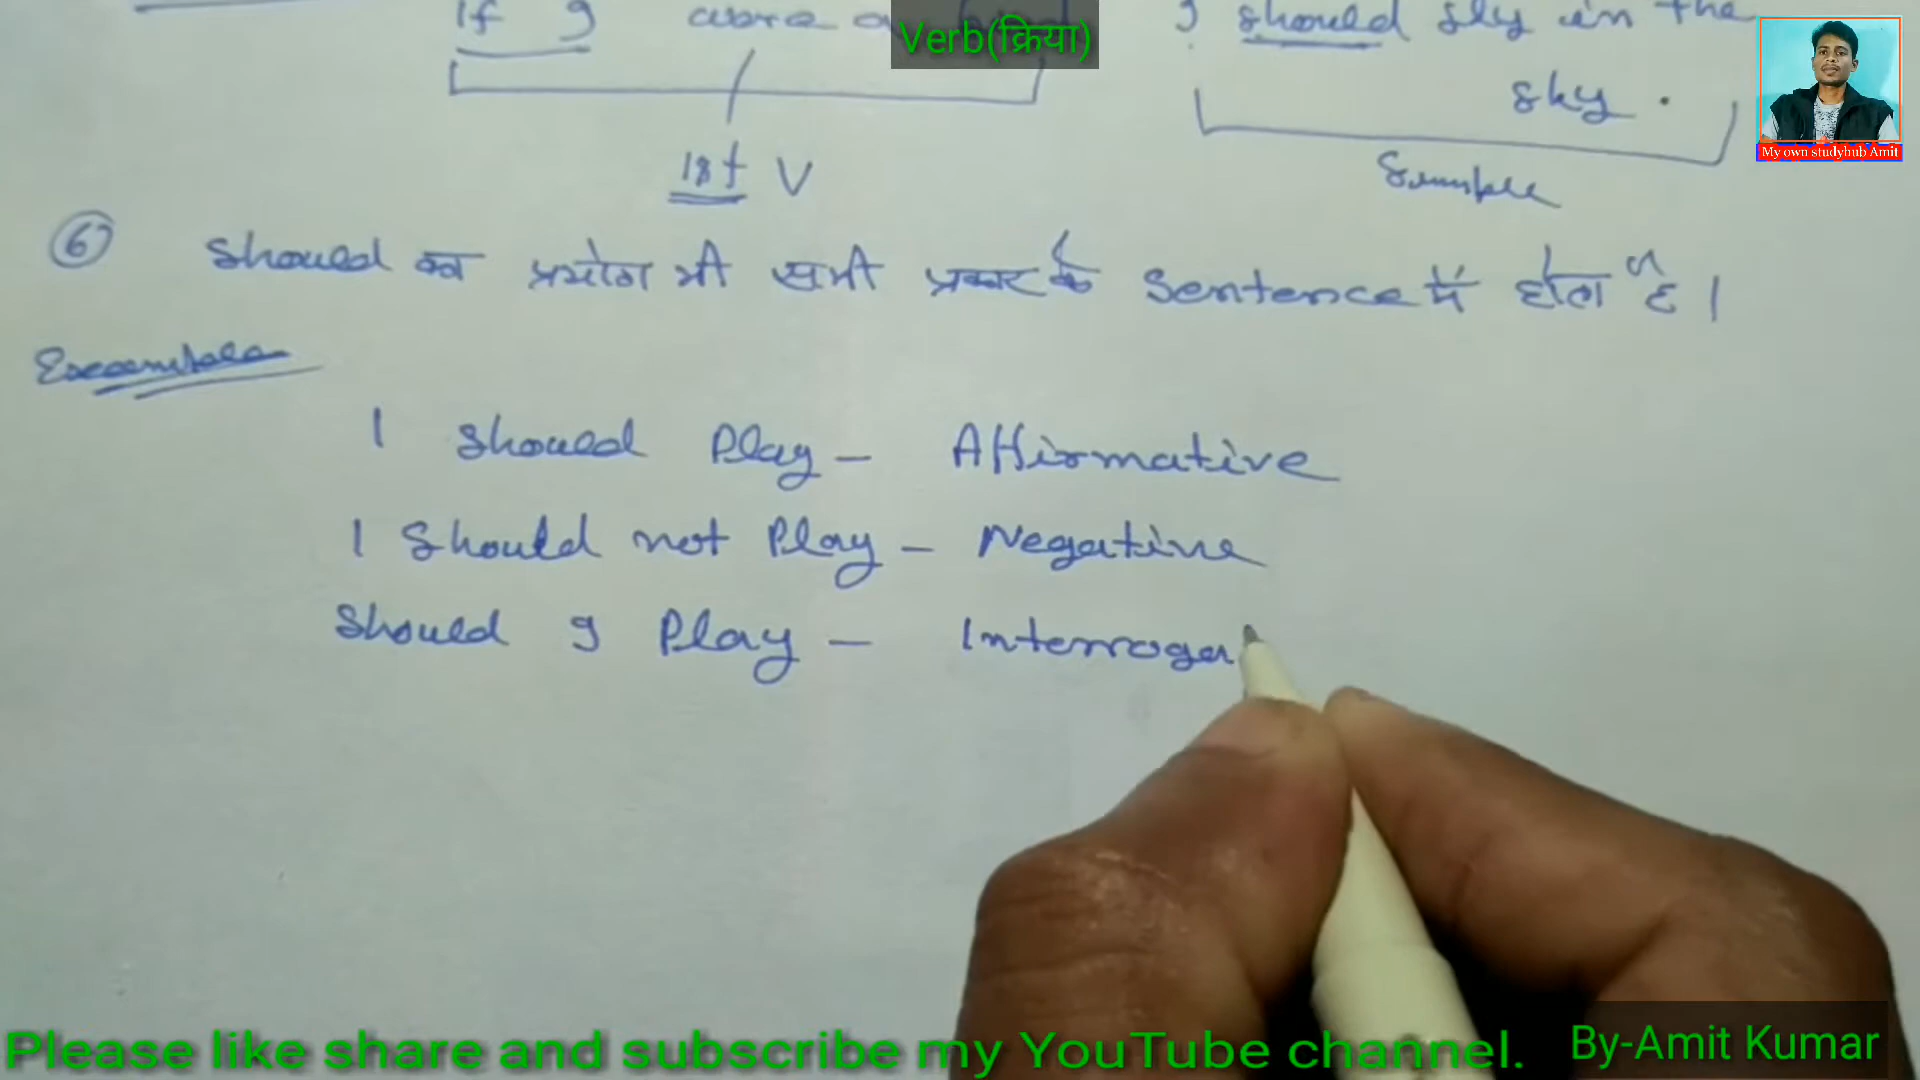 If I were a I should fly in the
Verb(क्रिया)
sky.
My own studyhub Amit
1st V
⑥ Should का प्रयोग भी सभी प्रकार के Sentence में होता है।
I should Play – Affirmative
I Should not Play – Negative
Should I Play – Interroga
Please like share and subscribe my YouTube channel.
By-Amit Kumar